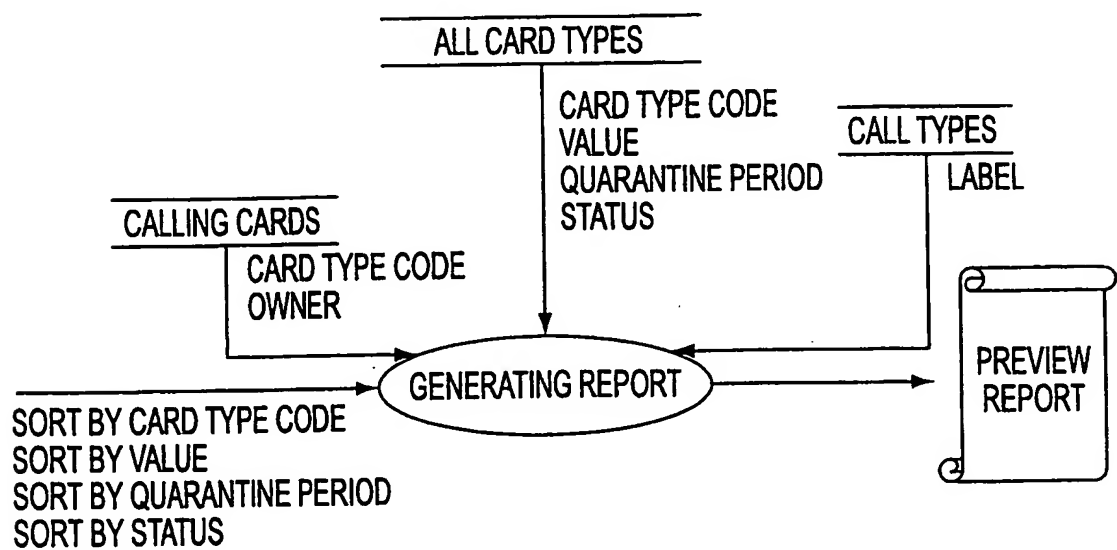 ALL CARD TYPES
CARD TYPE CODE
VALUE
QUARANTINE PERIOD
STATUS
CALL TYPES
LABEL
CALLING CARDS
CARD TYPE CODE
OWNER
GENERATING REPORT
PREVIEW
REPORT
SORT BY CARD TYPE CODE
SORT BY VALUE
SORT BY QUARANTINE PERIOD
SORT BY STATUS